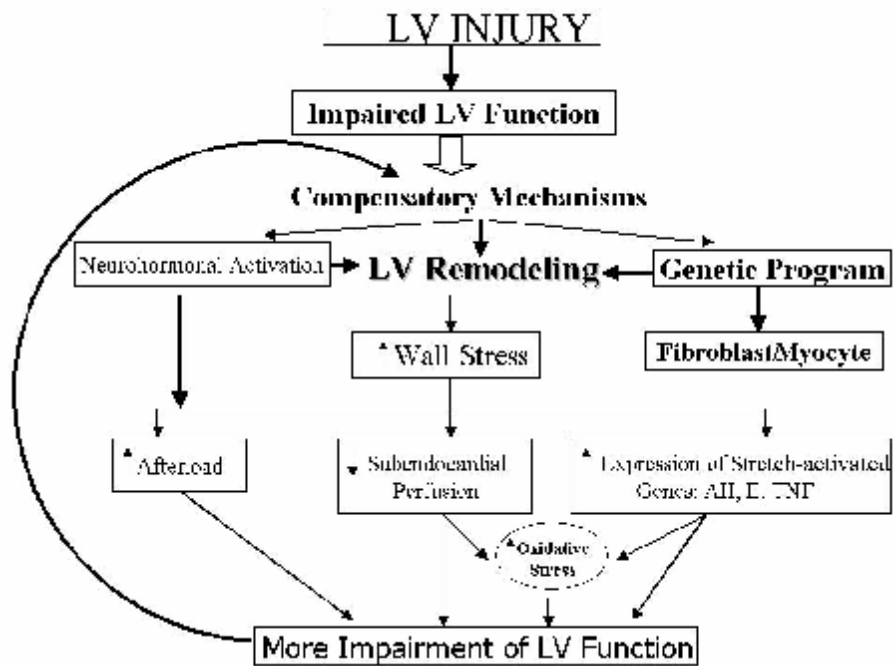 LV INJURY
Impaired LV Function
Compensatory Mechanisms
Neurohormonal Activation
LV Remodeling
Genetic Program
Wall Stress
Fibroblast/Myocyte
Afterload
Subendocardial
Perfusion
Expression of Stretch-activated
Genes: AII, E, TNF
Oxidative
Stress
More Impairment of LV Function